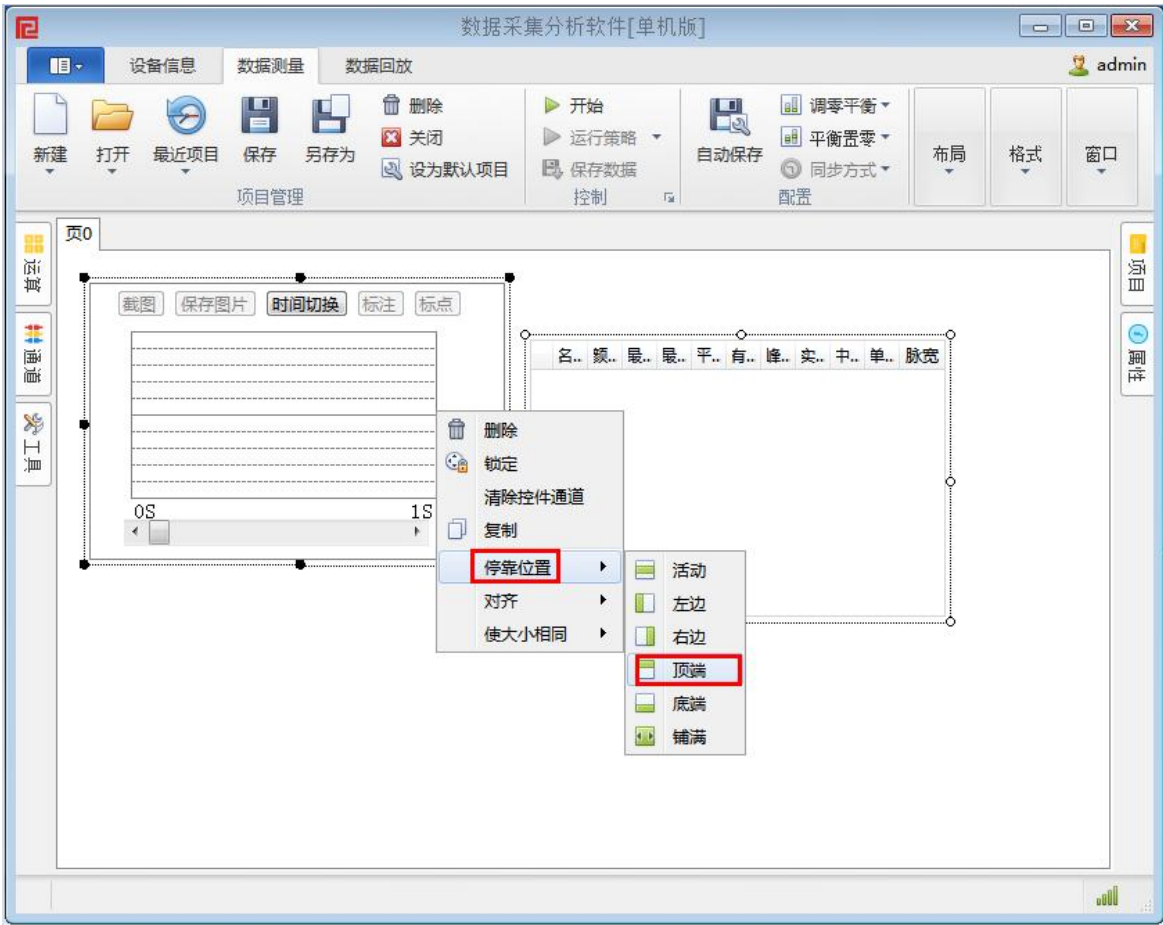 数据采集分析软件[单机版]
设备信息 数据测量 数据回放 admin
新建 打开 最近项目 保存 另存为
删除
关闭
设为默认项目
项目管理
开始
运行策略
保存数据
控制
自动保存
调零平衡
平衡置零
同步方式
配置
布局 格式 窗口
运算
通道
工具
页0
截图 保存图片 时间切换 标注 标点
0S 1S
名.. 频.. 最.. 最.. 平.. 有.. 峰.. 实.. 中.. 单.. 脉宽
删除
锁定
清除控件通道
复制
停靠位置
对齐
使大小相同
活动
左边
右边
顶端
底端
铺满
项目
属性